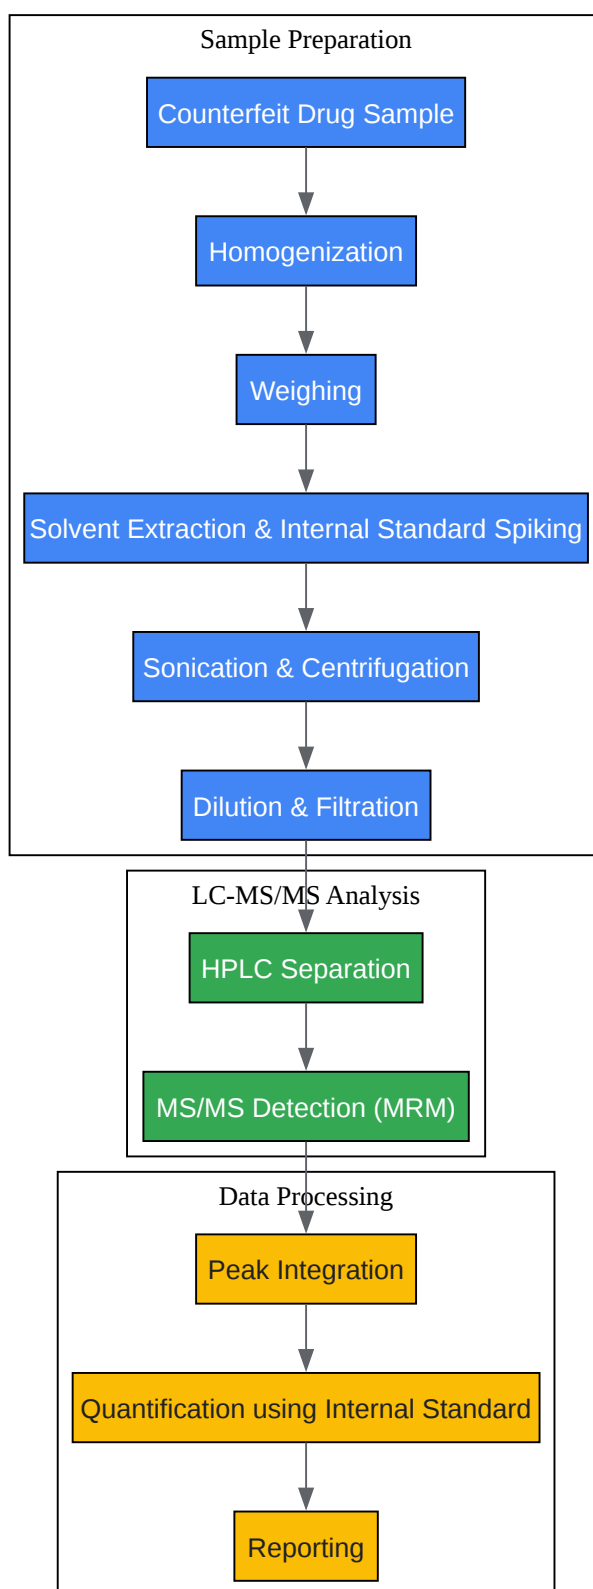 Sample Preparation
Counterfeit Drug Sample
Homogenization
Weighing
Solvent Extraction & Internal Standard Spiking
Sonication & Centrifugation
Dilution & Filtration
LC-MS/MS Analysis
HPLC Separation
MS/MS Detection (MRM)
Data Processing
Peak Integration
Quantification using Internal Standard
Reporting